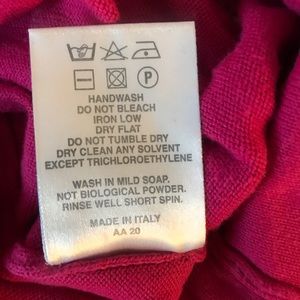 P
HANDWASH
DO NOT BLEACH
IRON LOW
DRY FLAT
DO NOT TUMBLE DRY
DRY CLEAN ANY SOLVENT
EXCEPT TRICHLOROETHYLENE
WASH IN MILD SOAP.
NOT BIOLOGICAL POWDER.
RINSE WELL SHORT SPIN.
MADE IN ITALY
AA 20